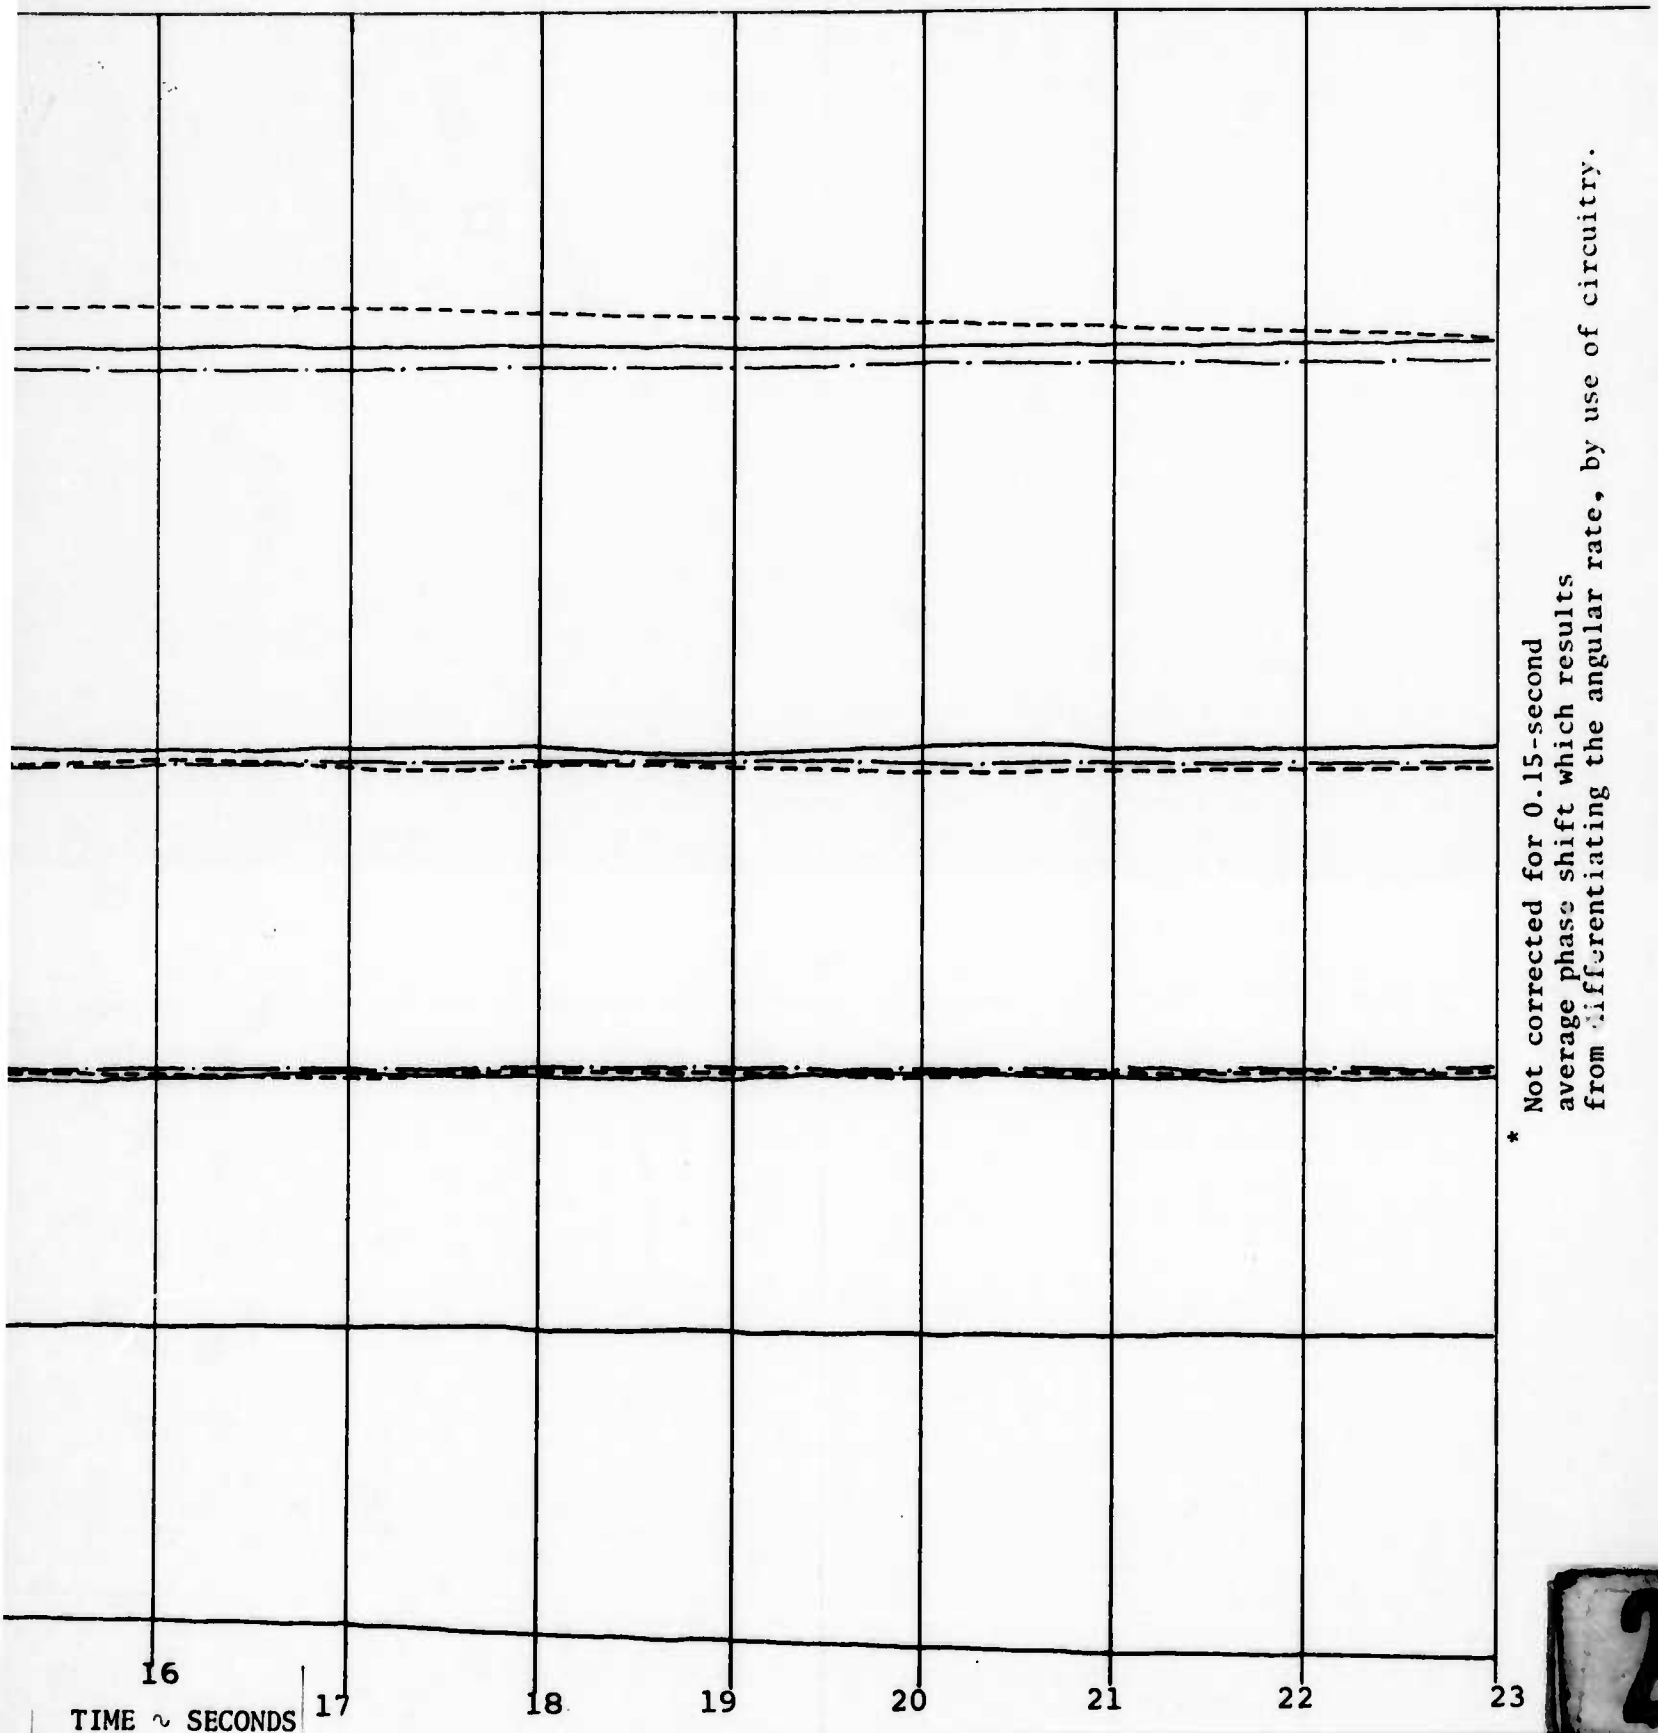 * Not corrected for 0.15-second
average phase shift which results
from differentiating the angular rate, by use of circuitry.
16 17 18 19 20 21 22 23
TIME ~ SECONDS
2